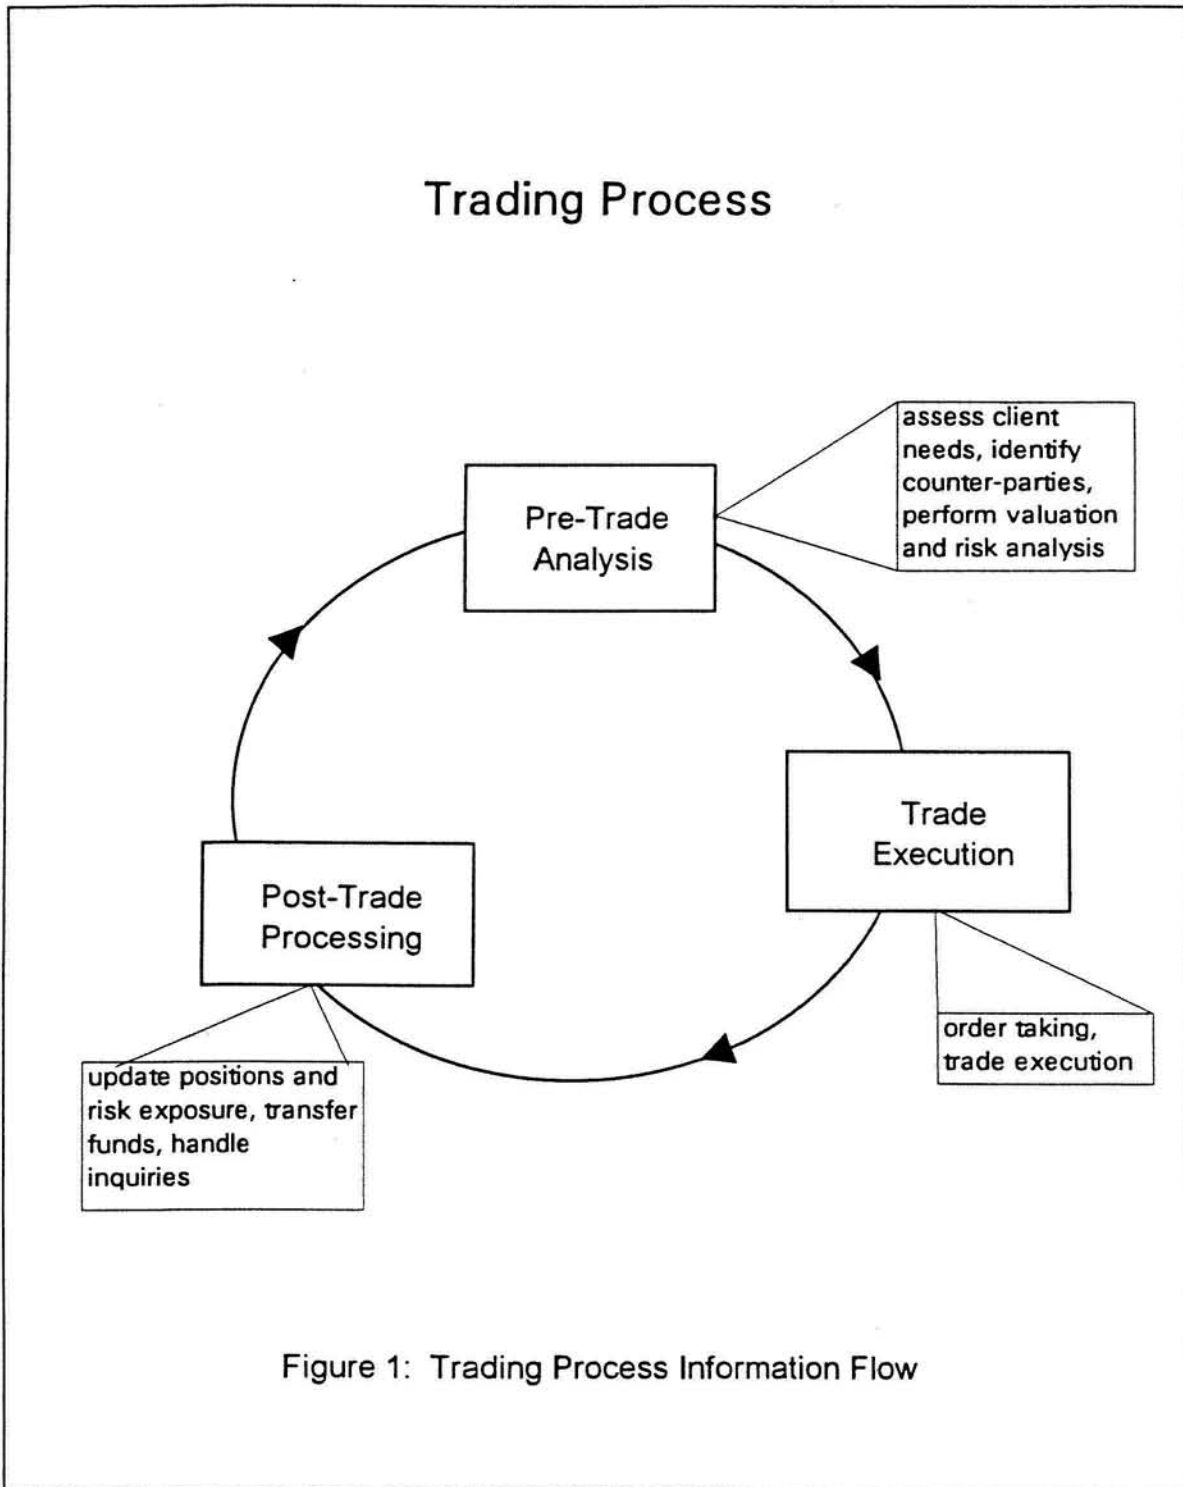 Trading Process
assess client
needs, identify
counter-parties,
perform valuation
and risk analysis
Pre-Trade
Analysis
Trade
Execution
Post-Trade
Processing
order taking,
trade execution
update positions and
risk exposure, transfer
funds, handle
inquiries
Figure 1: Trading Process Information Flow